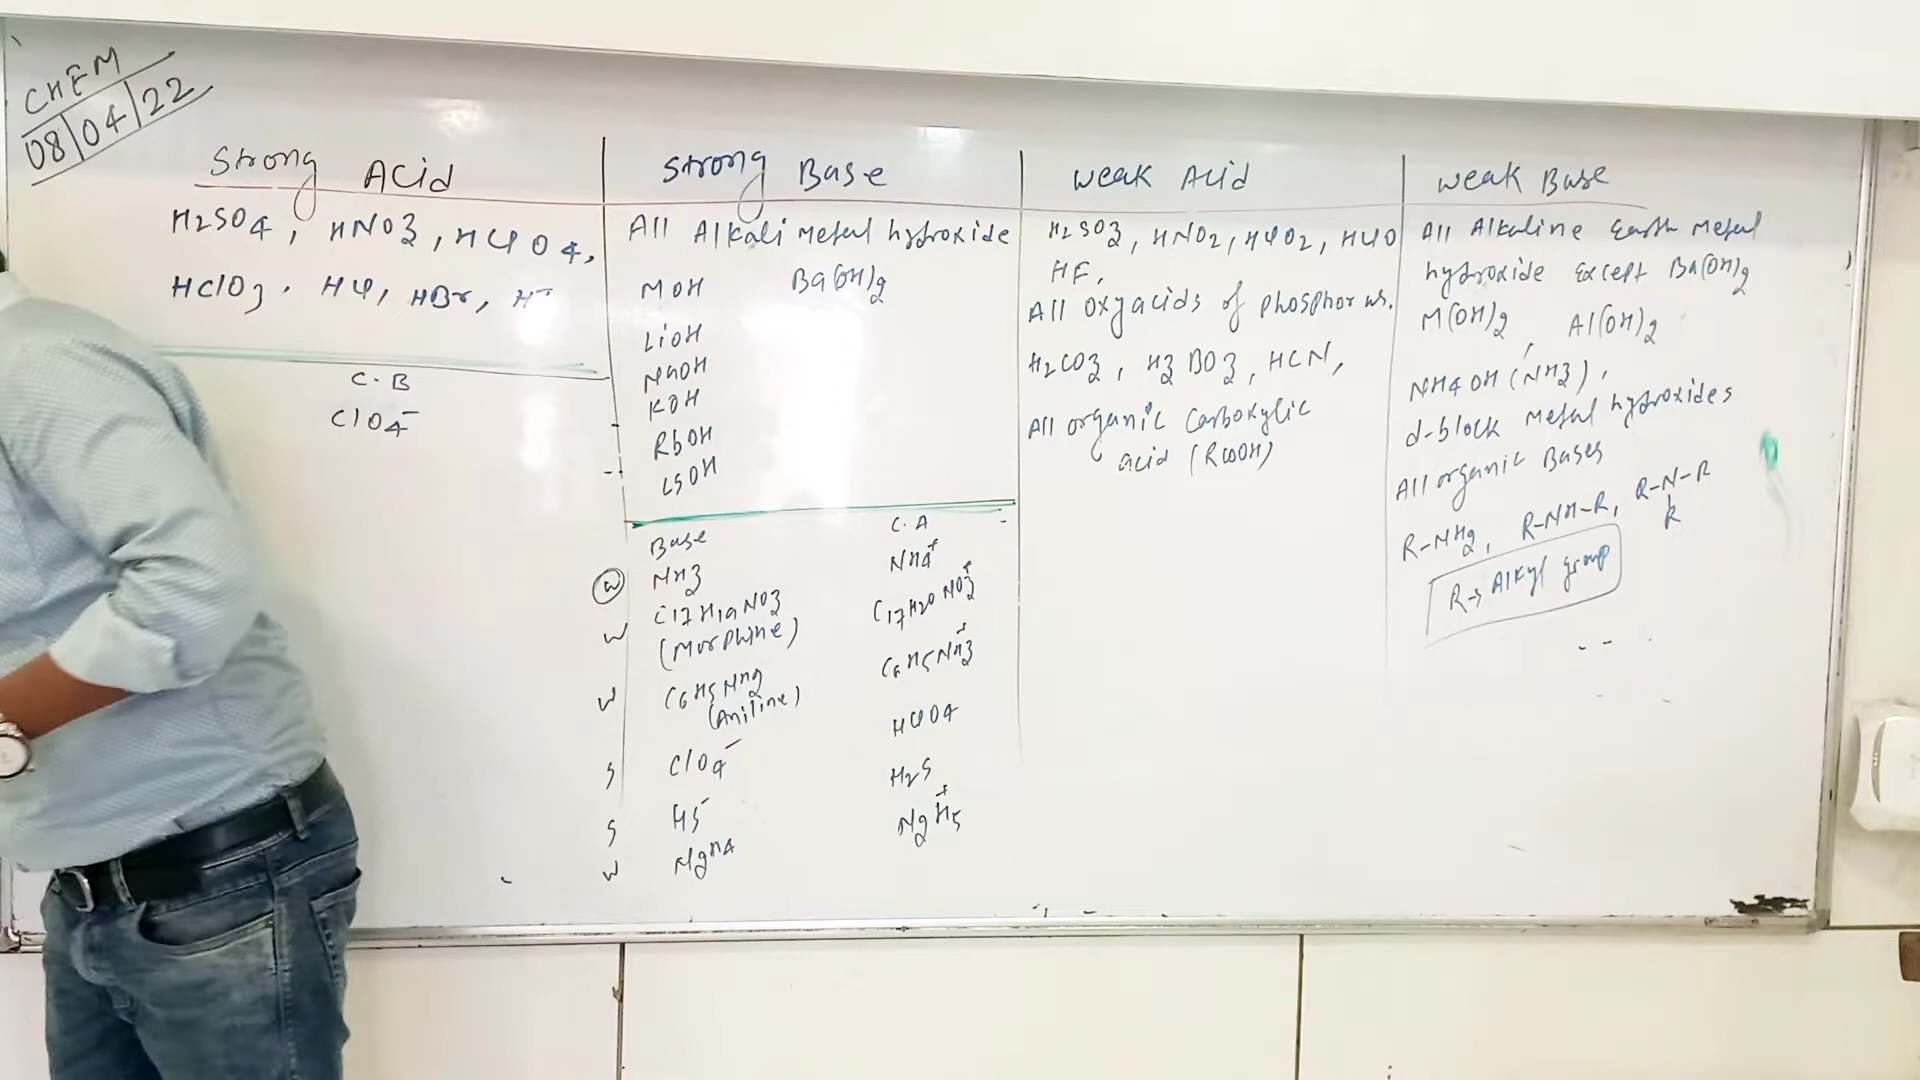 CHEM
08|04|22
Strong Acid
H2SO4, HNO3, HClO4,
HClO3, HCl, HBr, HI
C.B
ClO4-
Strong Base
All Alkali Metal hydroxide
MOH Ba(OH)2
LiOH
NaOH
KOH
RbOH
CsOH
Base C.A
W NH3 NH4+
W C17H19NO3 C17H20NO3+
(Morphine)
W C6H5NH2 C6H5NH3+
(Aniline)
S ClO4- HClO4
S HS- H2S
W N2H4 N2H5+
Weak Acid
H2SO3, HNO2, HClO2, HClO
HF,
All oxyacids of phosphorus.
H2CO3, H3BO3, HCN,
All organic Carboxylic
acid (RCOOH)
Weak Base
All Alkaline Earth Metal
hydroxide Except Ba(OH)2
M(OH)2, Al(OH)2
NH4OH (NH3),
d-block Metal hydroxides
All organic Bases
R-NH2, R-NH-R, R-N-R
R
R→Alkyl group